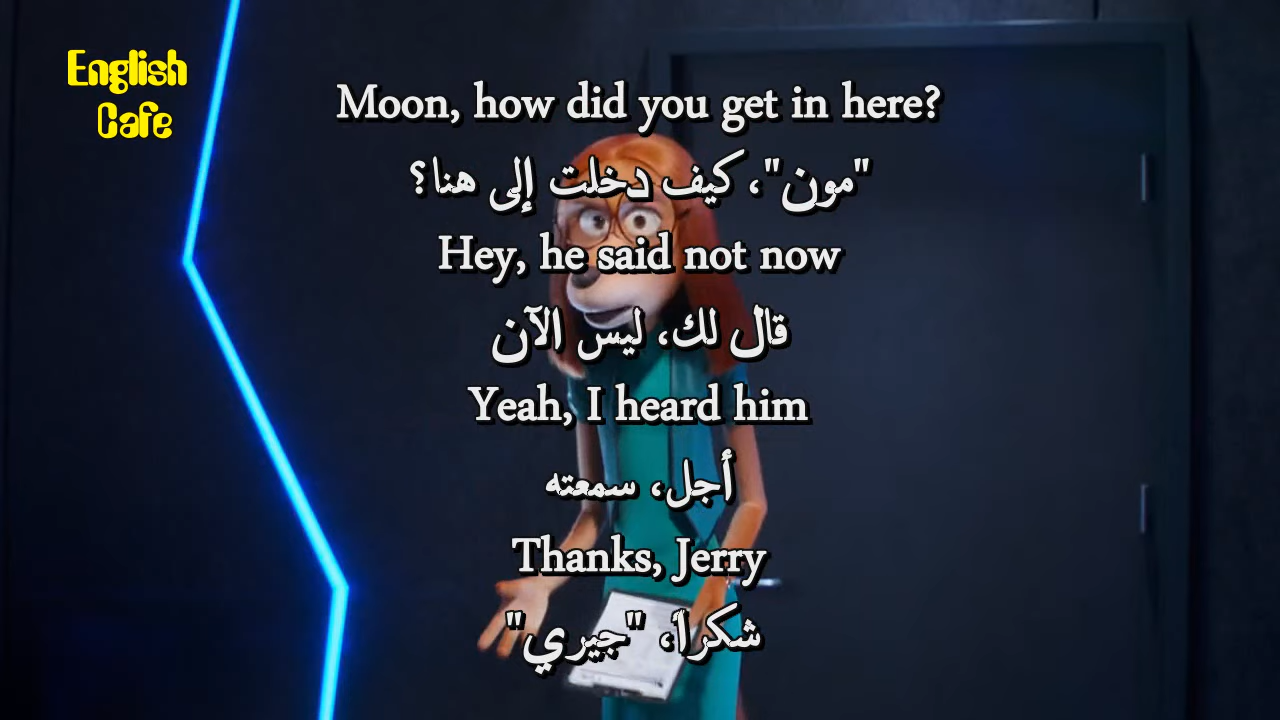 English
Cafe
Moon, how did you get in here?
"مون"، كيف دخلت إلى هنا؟
Hey, he said not now
قال لك، ليس الآن
Yeah, I heard him
أجل، سمعته
Thanks, Jerry
شكراً، "جيري"